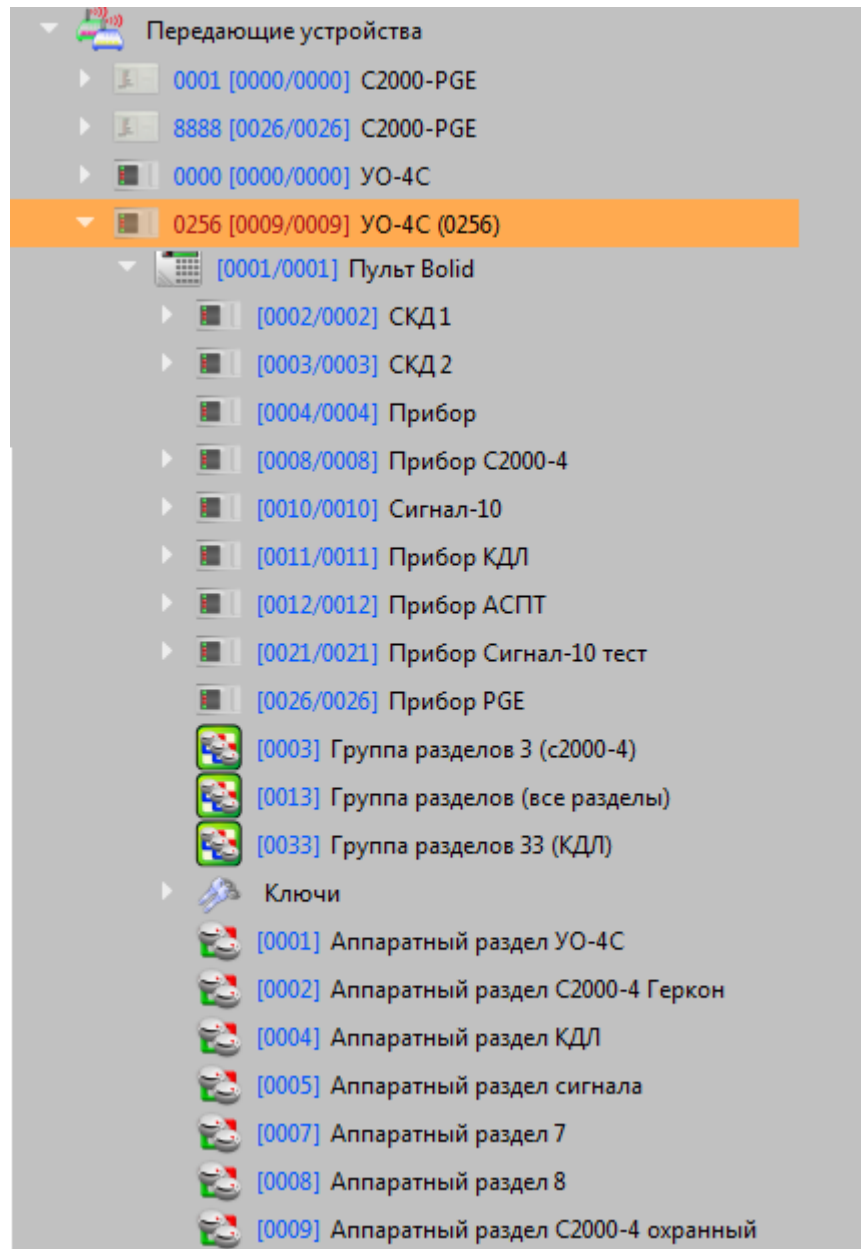 Передающие устройства
0001 [0000/0000] С2000-PGE
8888 [0026/0026] С2000-PGE
0000 [0000/0000] УО-4С
0256 [0009/0009] УО-4С (0256)
[0001/0001] Пульт Bolid
[0002/0002] СКД 1
[0003/0003] СКД 2
[0004/0004] Прибор
[0008/0008] Прибор С2000-4
[0010/0010] Сигнал-10
[0011/0011] Прибор КДЛ
[0012/0012] Прибор АСПТ
[0021/0021] Прибор Сигнал-10 тест
[0026/0026] Прибор PGE
[0003] Группа разделов 3 (с2000-4)
[0013] Группа разделов (все разделы)
[0033] Группа разделов 33 (КДЛ)
Ключи
[0001] Аппаратный раздел УО-4С
[0002] Аппаратный раздел С2000-4 Геркон
[0004] Аппаратный раздел КДЛ
[0005] Аппаратный раздел сигнала
[0007] Аппаратный раздел 7
[0008] Аппаратный раздел 8
[0009] Аппаратный раздел С2000-4 охранный